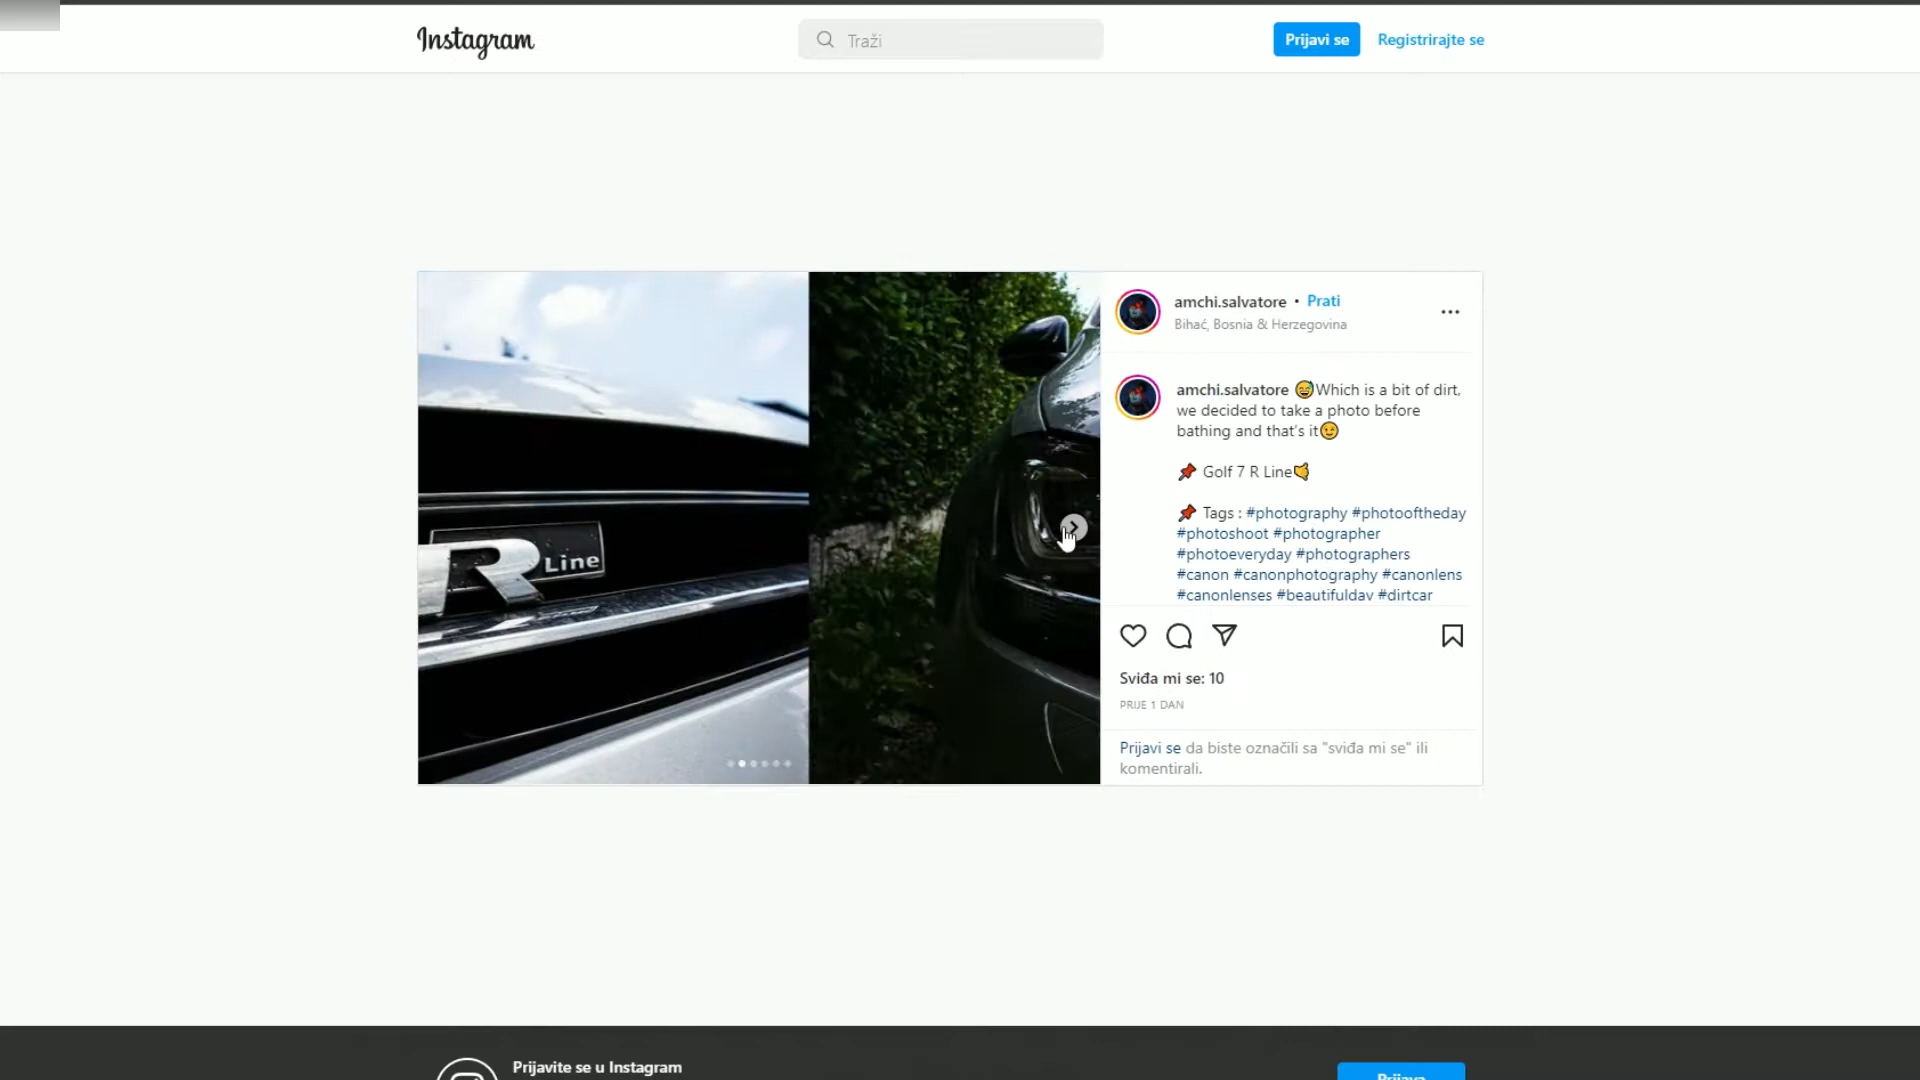 Instagram
Traži
Prijavi se
Registrirajte se
R Line
amchi.salvatore • Prati
Bihać, Bosnia & Herzegovina
amchi.salvatore 😅Which is a bit of dirt,
we decided to take a photo before
bathing and that's it😉
📌 Golf 7 R Line🤙
📌 Tags : #photography #photooftheday
#photoshoot #photographer
#photoeveryday #photographers
#canon #canonphotography #canonlens
#canonlenses #beautifulday #dirtcar
Sviđa mi se: 10
PRIJE 1 DAN
Prijavi se da biste označili sa "sviđa mi se" ili
komentirali.
Prijavite se u Instagram
Prijava